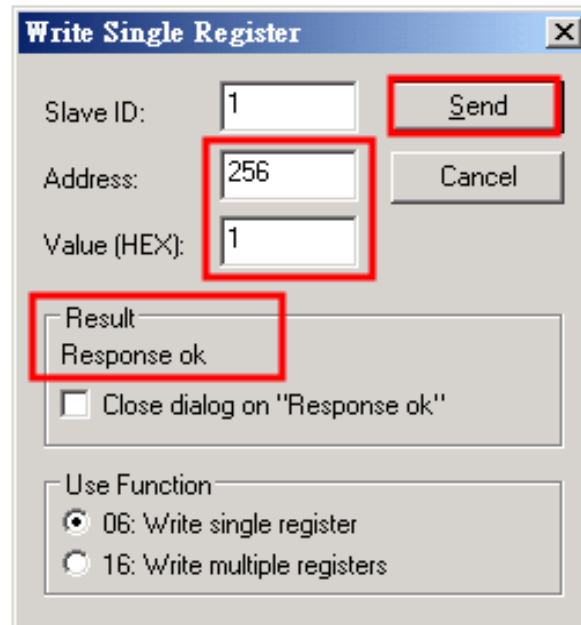 Write Single Register
Slave ID: 1 Send
Address: 256 Cancel
Value (HEX): 1
Result
Response ok
Close dialog on "Response ok"
Use Function
06: Write single register
16: Write multiple registers